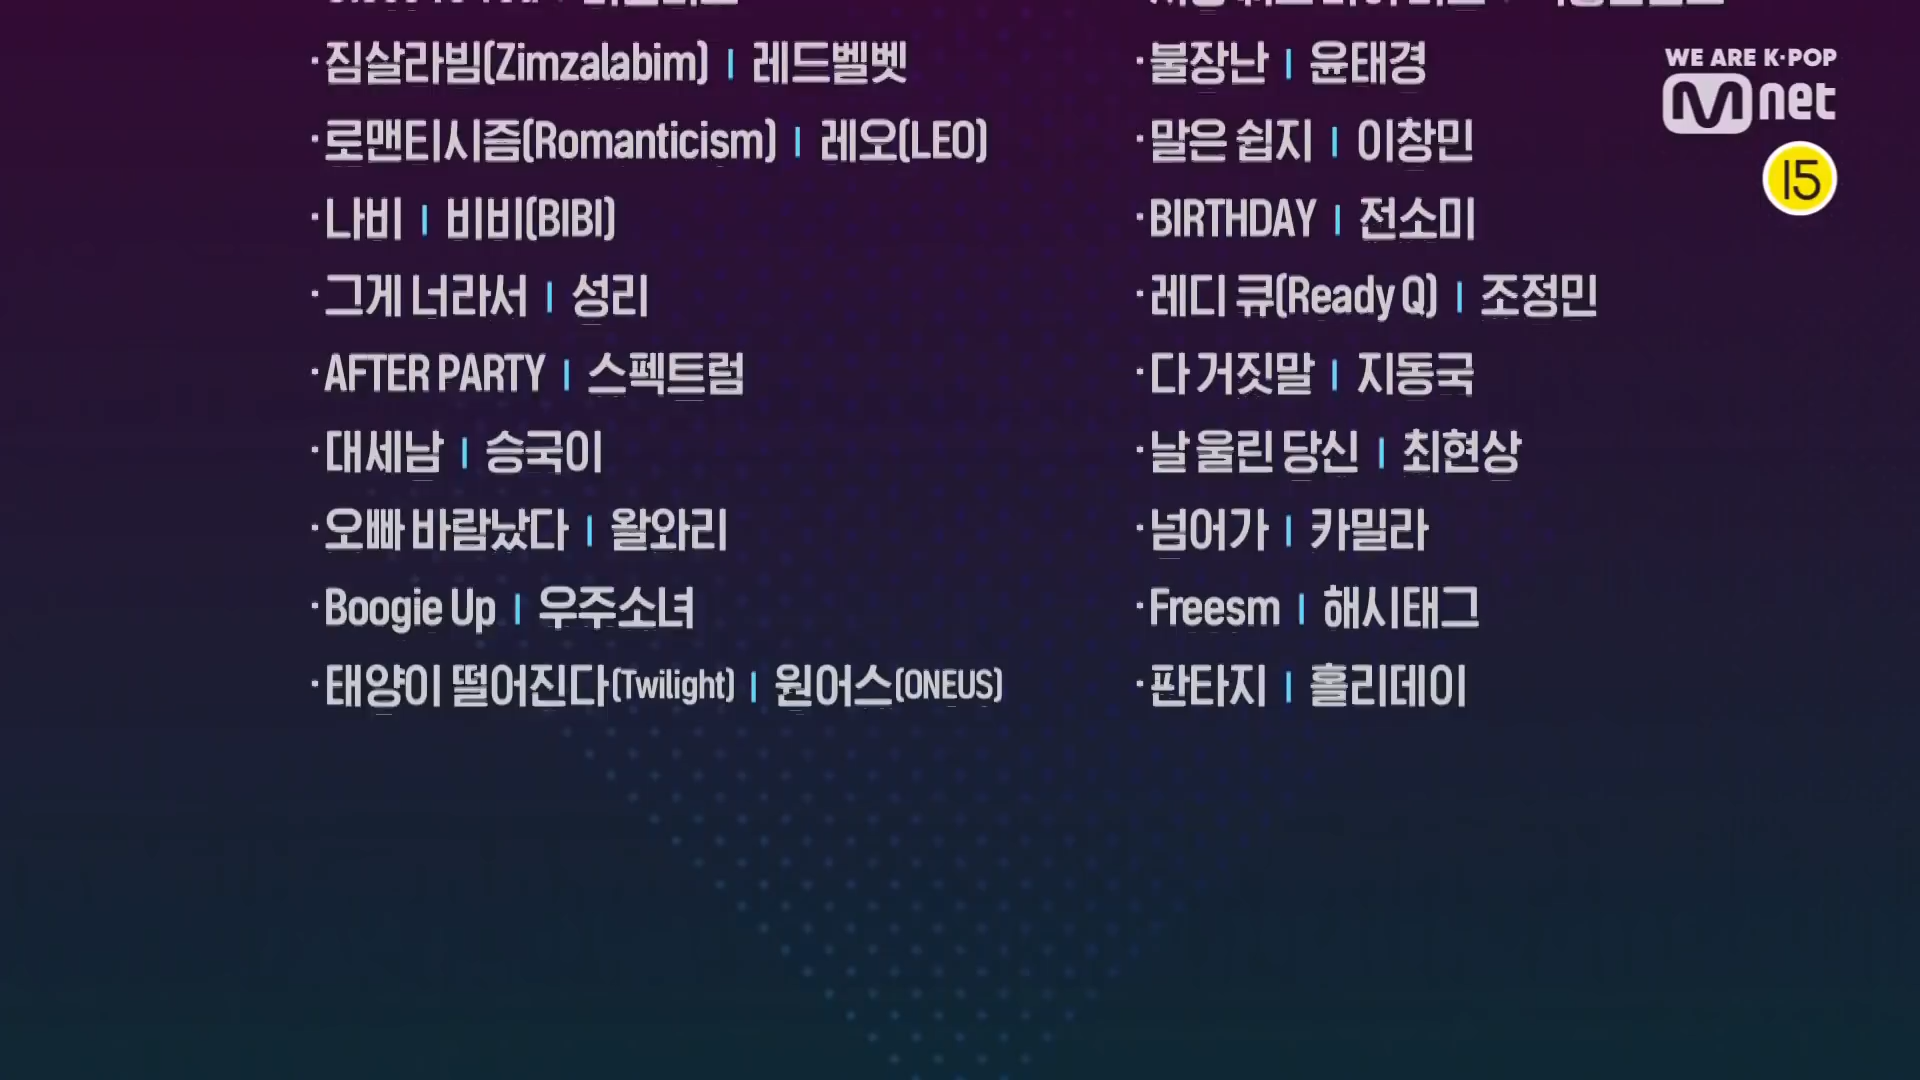 ·짐살라빔(Zimzalabim) | 레드벨벳
·로맨티시즘(Romanticism) | 레오(LEO)
·나비 | 비비(BIBI)
·그게 너라서 | 성리
·AFTER PARTY | 스펙트럼
·대세남 | 승국이
·오빠 바람났다 | 왈와리
·Boogie Up | 우주소녀
·태양이 떨어진다(Twilight) | 원어스(ONEUS)
·불장난 | 윤태경
·말은 쉽지 | 이창민
·BIRTHDAY | 전소미
·레디 큐(Ready Q) | 조정민
·다 거짓말 | 지동국
·날 울린 당신 | 최현상
·넘어가 | 카밀라
·Freesm | 해시태그
·판타지 | 홀리데이
WE ARE K·POP
Mnet
15